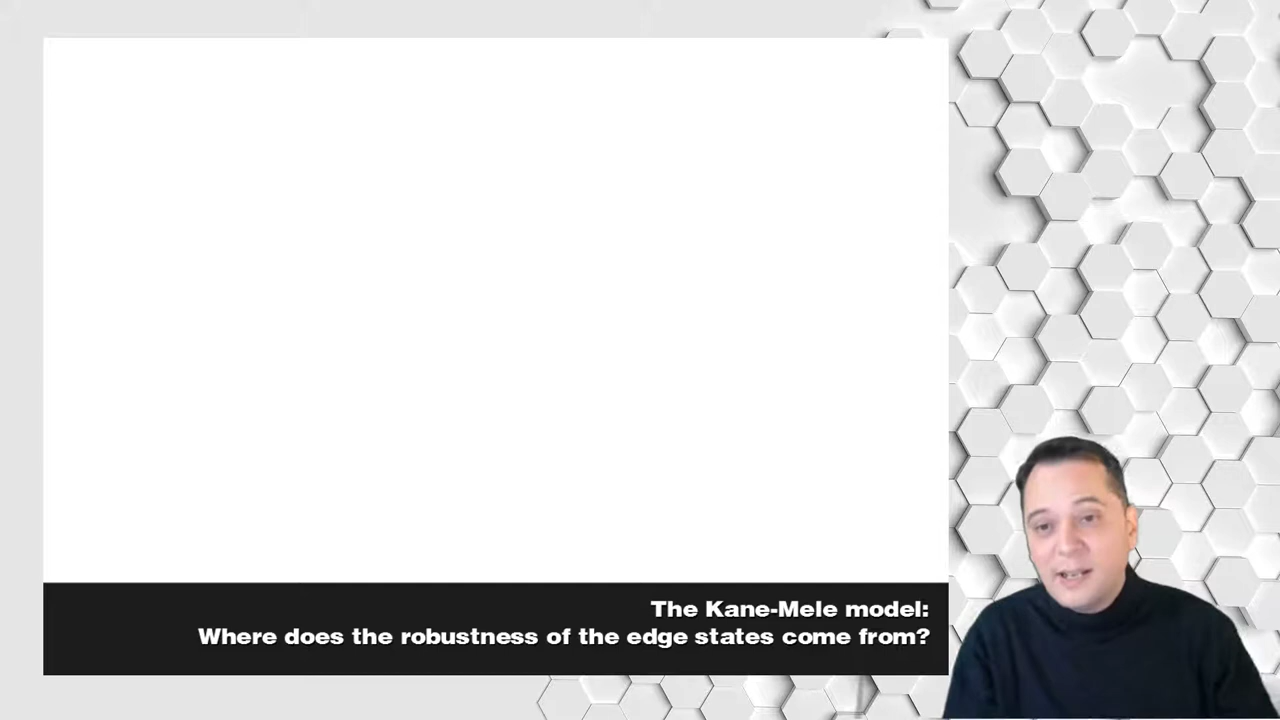 The Kane-Mele model:
Where does the robustness of the edge states come from?